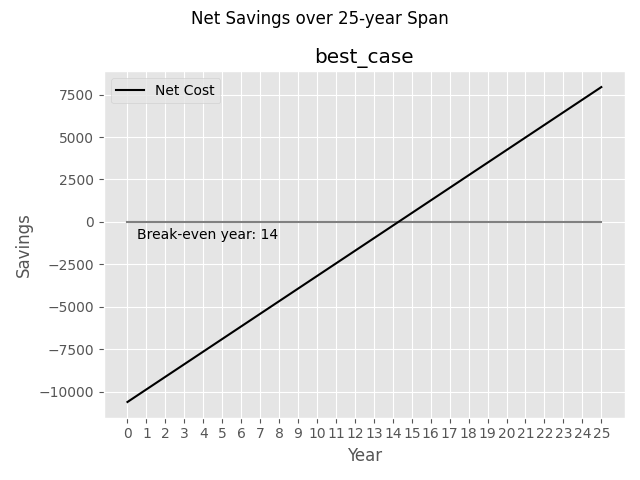 Net Savings over 25-year Span
best_case
Net Cost
7500
5000
2500
0
−2500
−5000
−7500
−10000
Savings
Break-even year: 14
0 1 2 3 4 5 6 7 8 9 10 11 12 13 14 15 16 17 18 19 20 21 22 23 24 25
Year